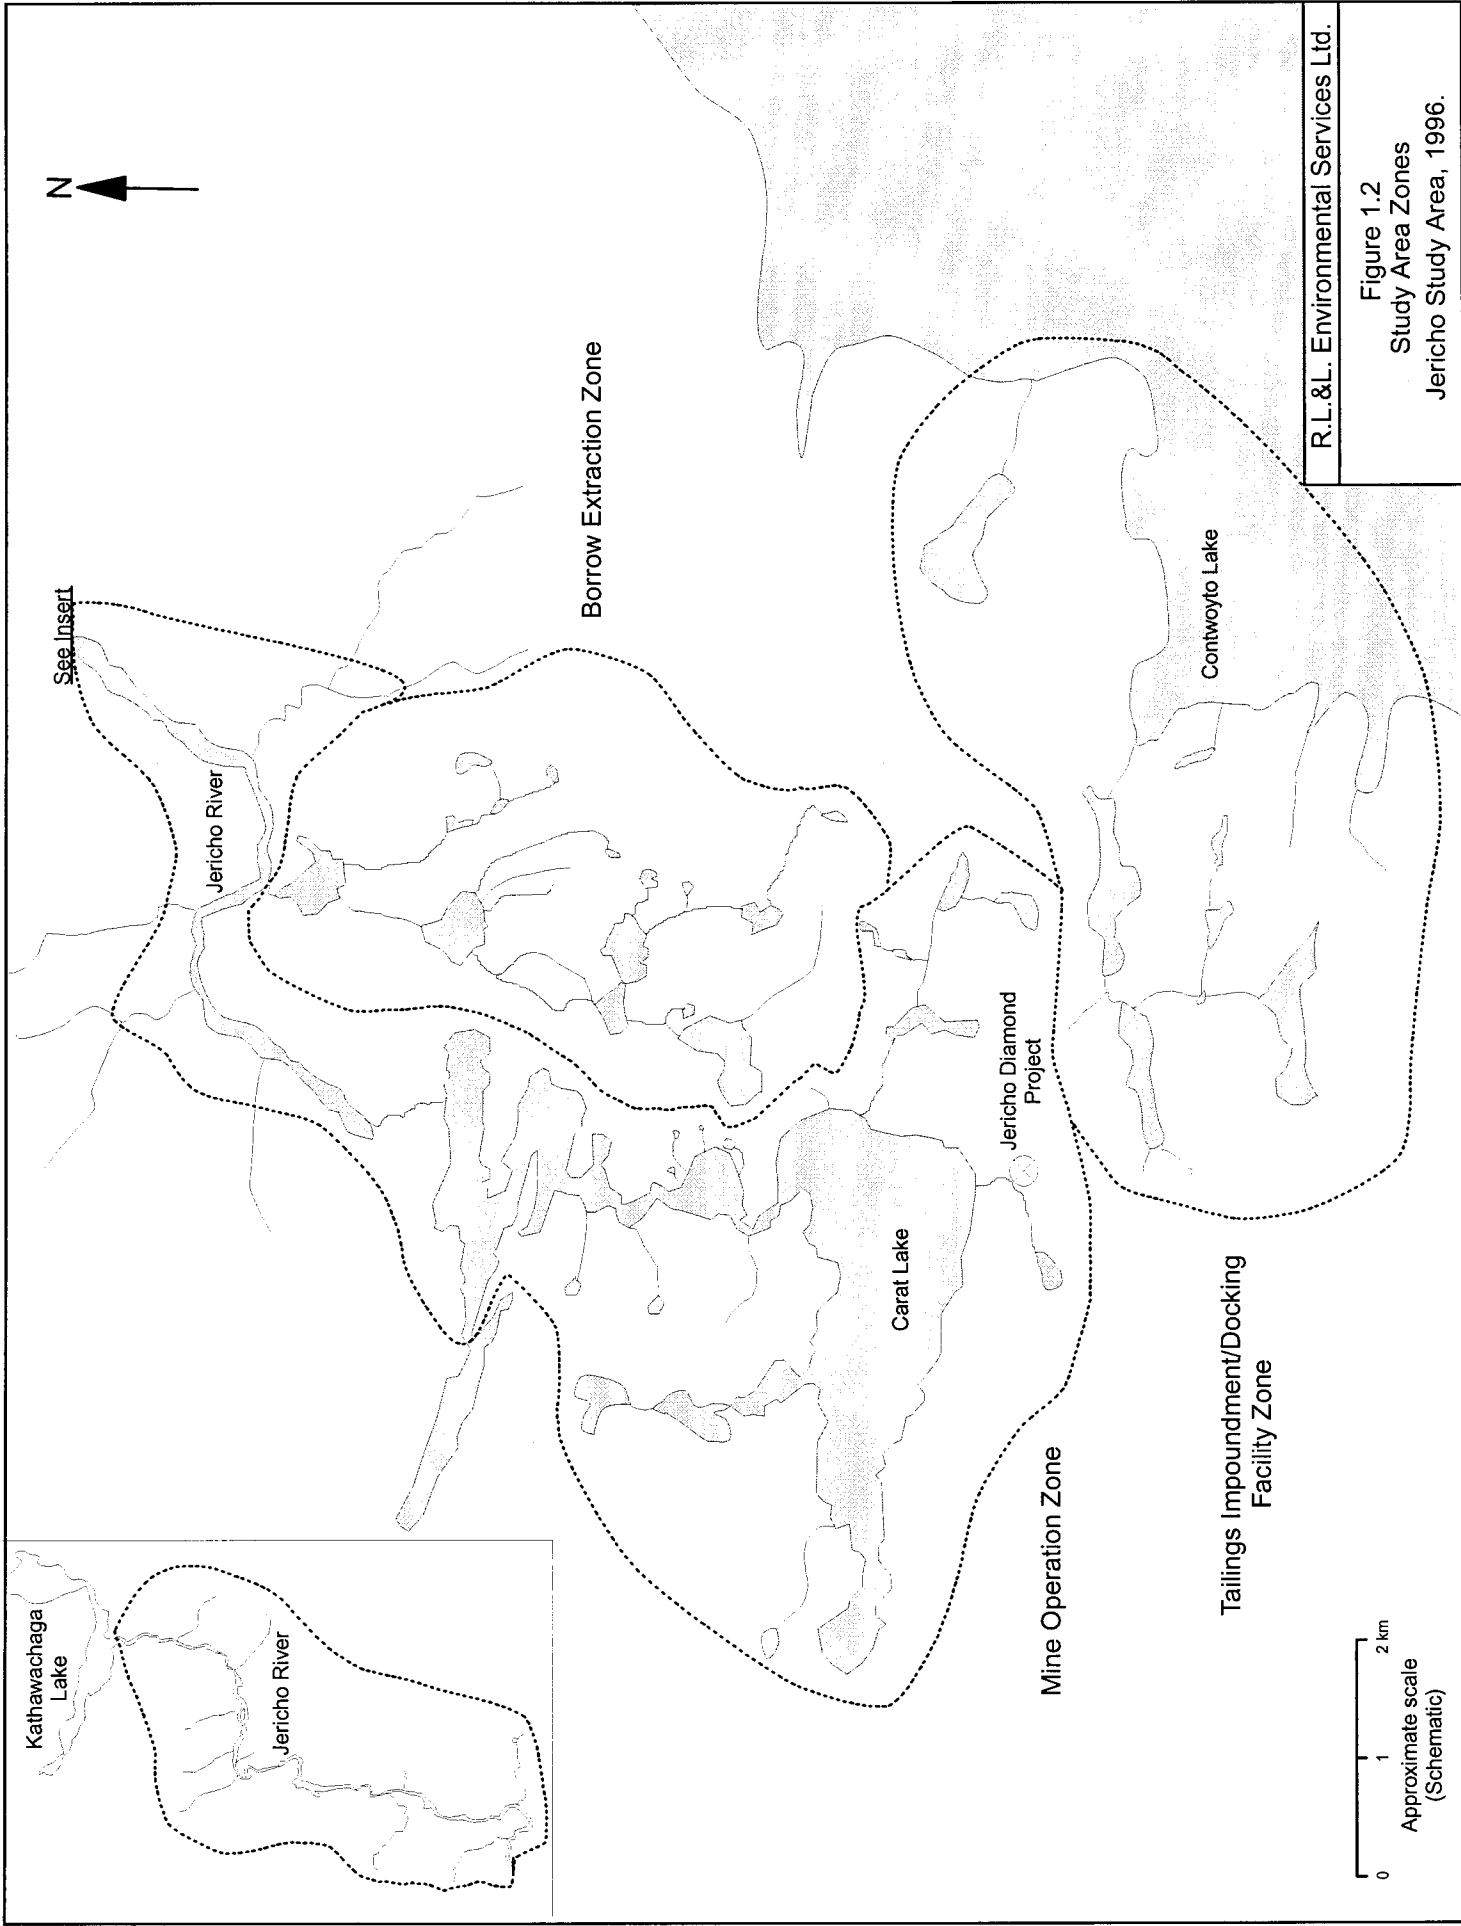 Kathawachaga
Lake
Jericho River
See Insert
N
Jericho River
Borrow Extraction Zone
Carat Lake
Jericho Diamond
Project
Mine Operation Zone
Contwoyto Lake
Tailings Impoundment/Docking
Facility Zone
0 1 2 km
Approximate scale
(Schematic)
R.L.&L. Environmental Services Ltd.
Figure 1.2
Study Area Zones
Jericho Study Area, 1996.